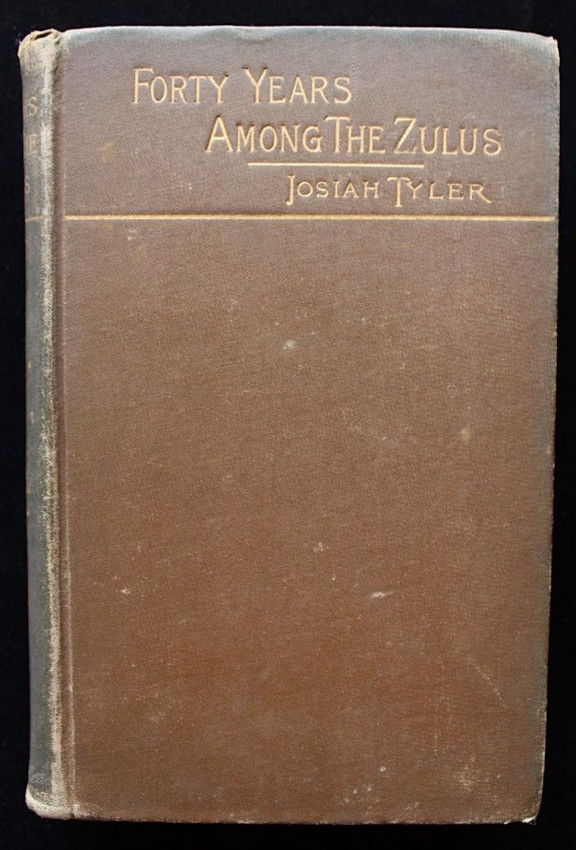 FORTY YEARS
AMONG THE ZULUS
JOSIAH TYLER